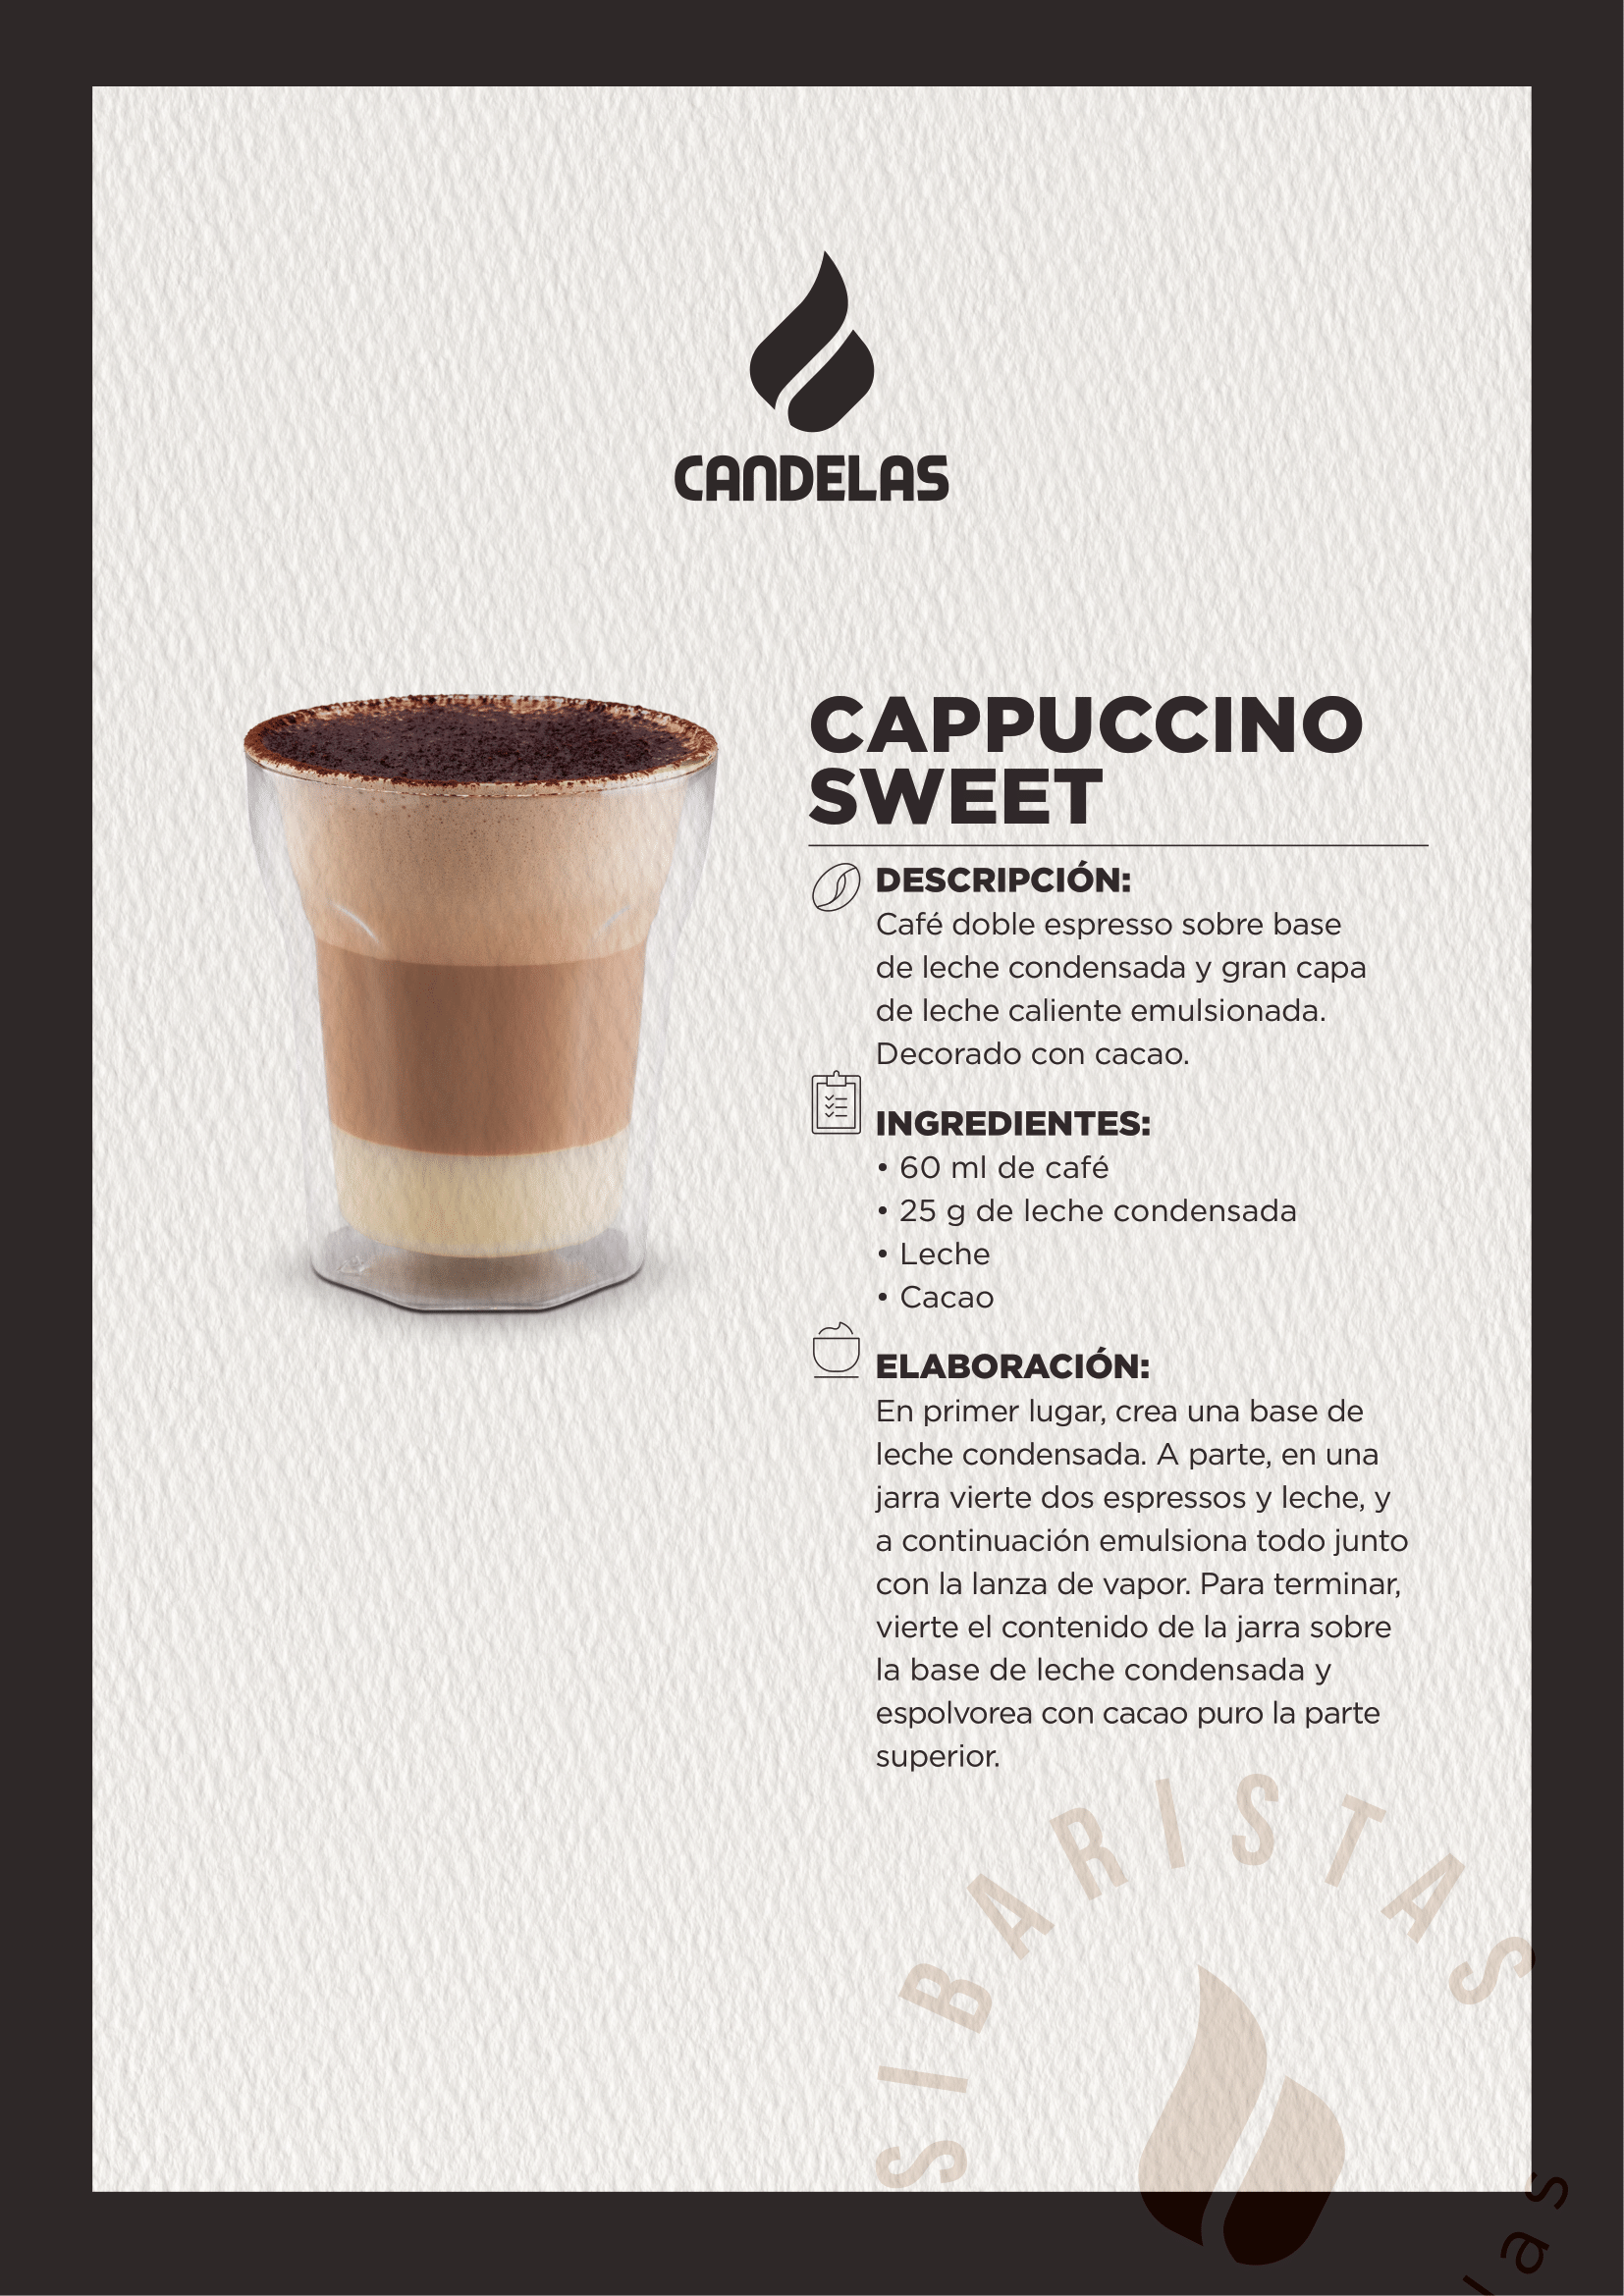 CANDELAS
CAPPUCCINO
SWEET
DESCRIPCIÓN:
Café doble espresso sobre base
de leche condensada y gran capa
de leche caliente emulsionada.
Decorado con cacao.
INGREDIENTES:
• 60 ml de café
• 25 g de leche condensada
• Leche
• Cacao
ELABORACIÓN:
En primer lugar, crea una base de
leche condensada. A parte, en una
jarra vierte dos espressos y leche, y
a continuación emulsiona todo junto
con la lanza de vapor. Para terminar,
vierte el contenido de la jarra sobre
la base de leche condensada y
espolvorea con cacao puro la parte
superior.
SIBARISTAS